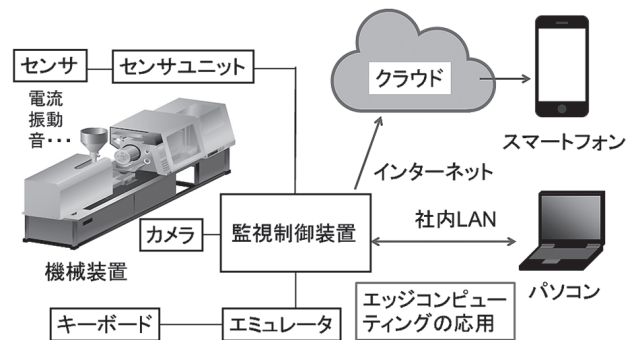 センサ
センサユニット
電流
振動
音・・・
クラウド
スマートフォン
インターネット
社内LAN
カメラ
監視制御装置
機械装置
パソコン
キーボード
エミュレータ
エッジコンピュー
ティングの応用